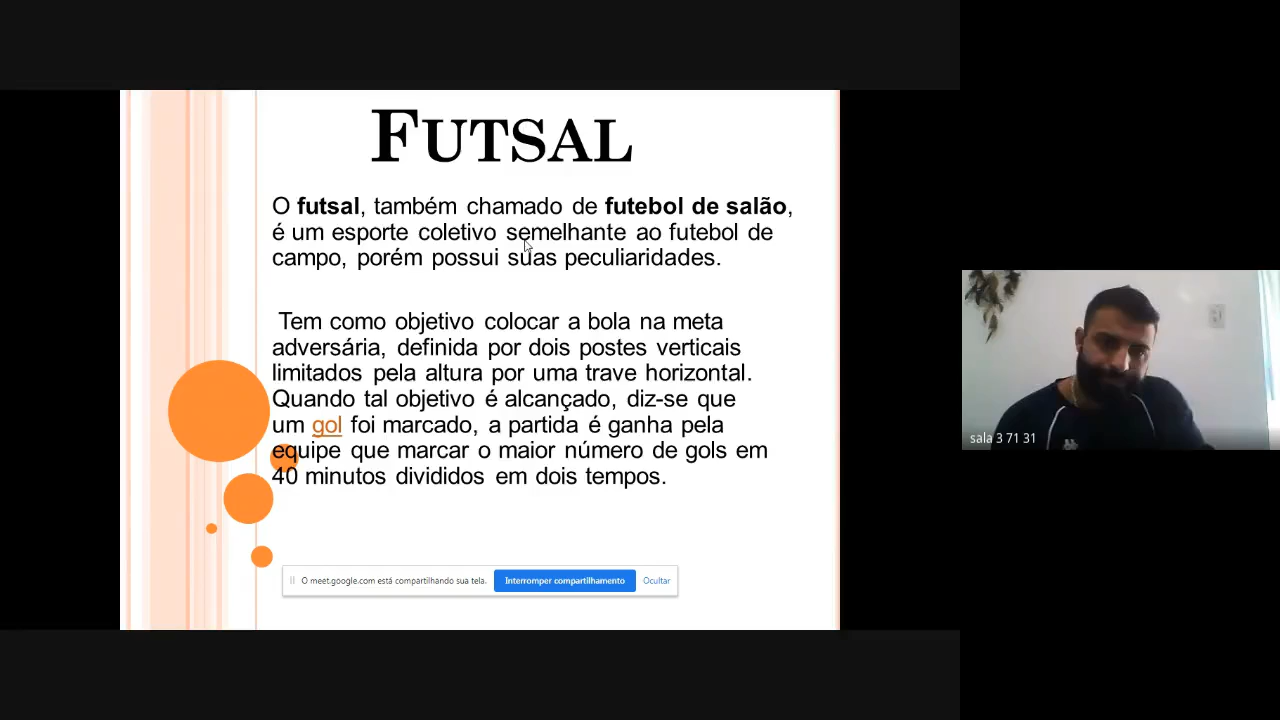 FUTSAL
O futsal, também chamado de futebol de salão,
é um esporte coletivo semelhante ao futebol de
campo, porém possui suas peculiaridades.
Tem como objetivo colocar a bola na meta
adversária, definida por dois postes verticais
limitados pela altura por uma trave horizontal.
Quando tal objetivo é alcançado, diz-se que
um gol foi marcado, a partida é ganha pela
equipe que marcar o maior número de gols em
40 minutos divididos em dois tempos.
O meet.google.com está compartilhando sua tela. Interromper compartilhamento Ocultar
sala 3 71 31